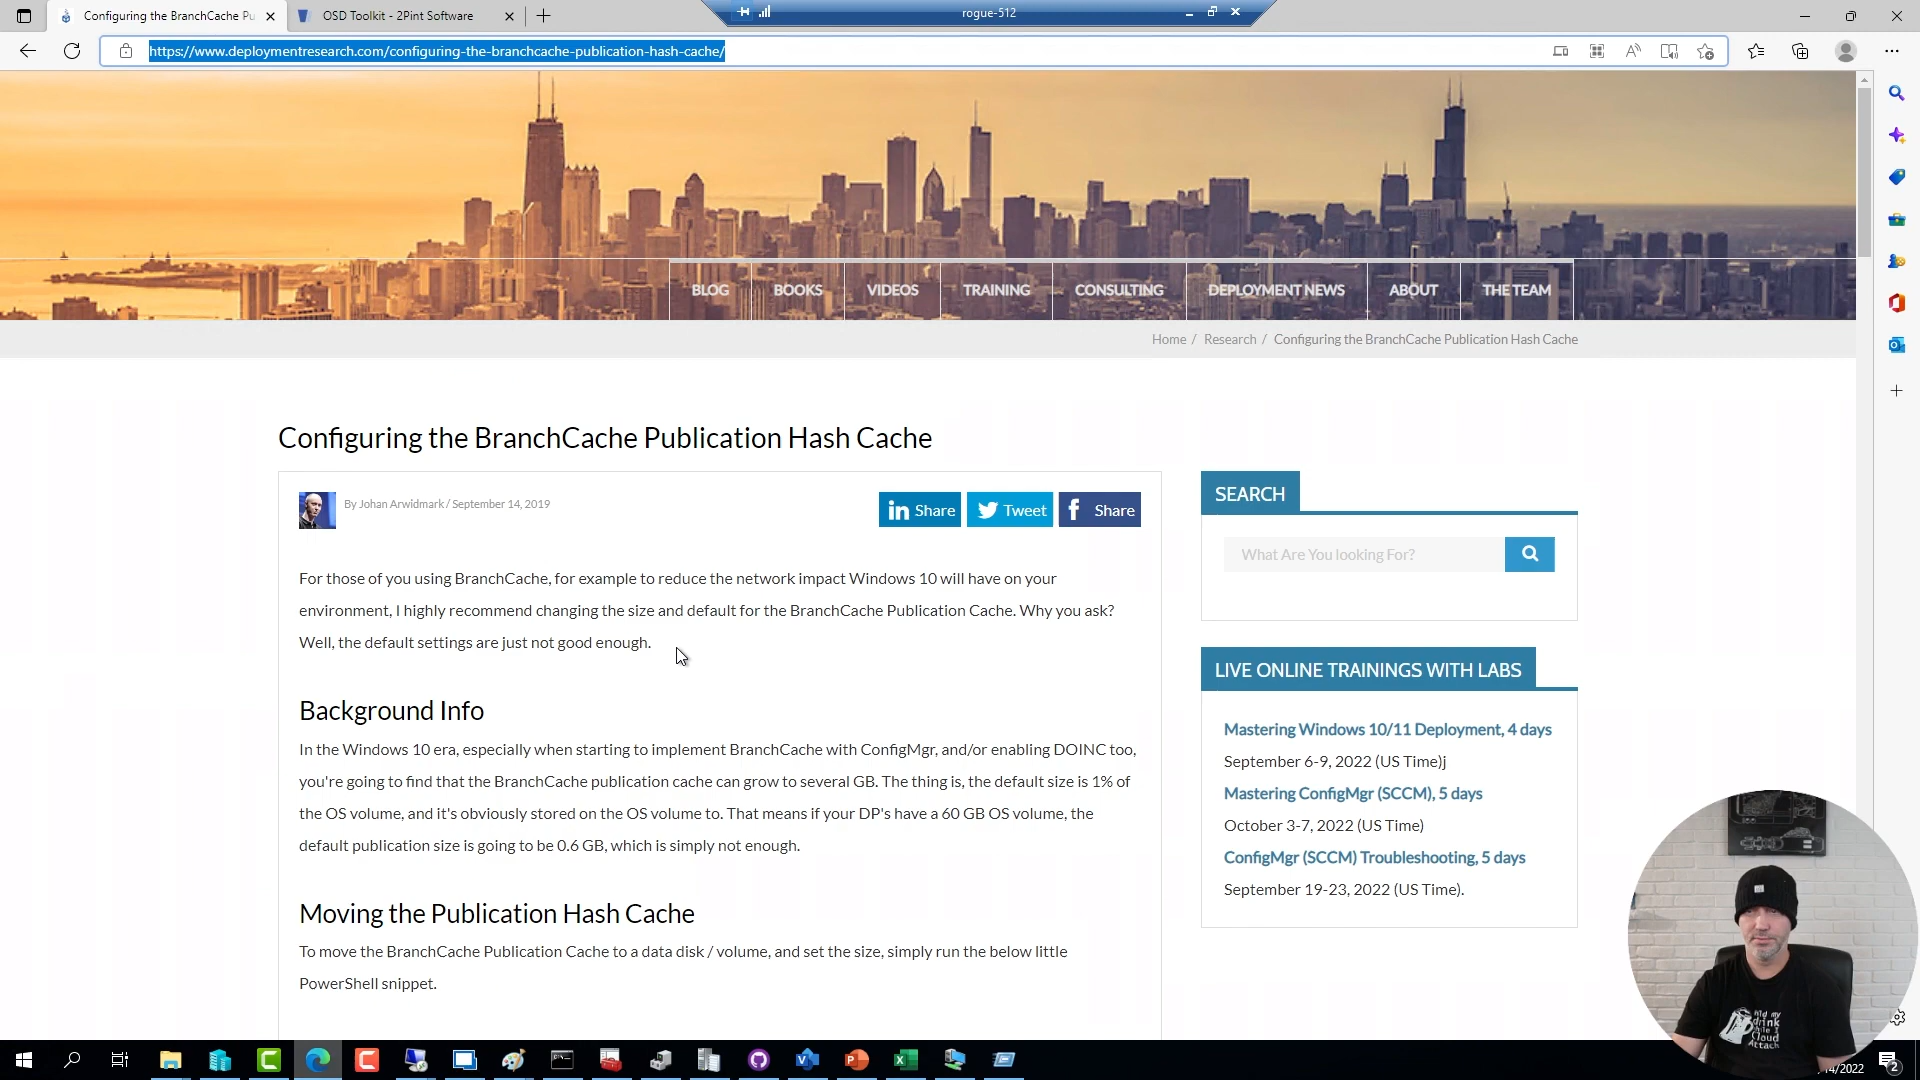 Configuring the BranchCache Pu
OSD Toolkit - 2Pint Software
rogue-512
https://www.deploymentresearch.com/configuring-the-branchcache-publication-hash-cache/
BLOG
BOOKS
VIDEOS
TRAINING
CONSULTING
DEPLOYMENT NEWS
ABOUT
THE TEAM
Home / Research / Configuring the BranchCache Publication Hash Cache
Configuring the BranchCache Publication Hash Cache
By Johan Arwidmark / September 14, 2019
Share
Tweet
Share
For those of you using BranchCache, for example to reduce the network impact Windows 10 will have on your
environment, I highly recommend changing the size and default for the BranchCache Publication Cache. Why you ask?
Well, the default settings are just not good enough.
Background Info
In the Windows 10 era, especially when starting to implement BranchCache with ConfigMgr, and/or enabling DOINC too,
you're going to find that the BranchCache publication cache can grow to several GB. The thing is, the default size is 1% of
the OS volume, and it's obviously stored on the OS volume to. That means if your DP's have a 60 GB OS volume, the
default publication size is going to be 0.6 GB, which is simply not enough.
Moving the Publication Hash Cache
To move the BranchCache Publication Cache to a data disk / volume, and set the size, simply run the below little
PowerShell snippet.
SEARCH
What Are You looking For?
LIVE ONLINE TRAININGS WITH LABS
Mastering Windows 10/11 Deployment, 4 days
September 6-9, 2022 (US Time)j
Mastering ConfigMgr (SCCM), 5 days
October 3-7, 2022 (US Time)
ConfigMgr (SCCM) Troubleshooting, 5 days
September 19-23, 2022 (US Time).
drink
Cloud
Attach
14/2022
2